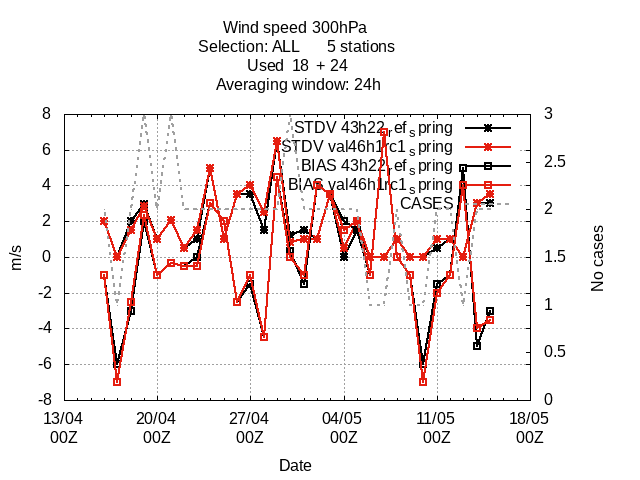 Wind speed 300hPa
Selection: ALL 5 stations
Used 18 + 24
Averaging window: 24h
STDV 43h22_ref_spring
STDV val46h1rc1_spring
BIAS 43h22_ref_spring
BIAS val46h1rc1_spring
CASES
8
6
4
2
0
-2
-4
-6
-8
m/s
3
2.5
2
1.5
1
0.5
0
No cases
13/04 20/04 27/04 04/05 11/05 18/05
00Z 00Z 00Z 00Z 00Z 00Z
Date